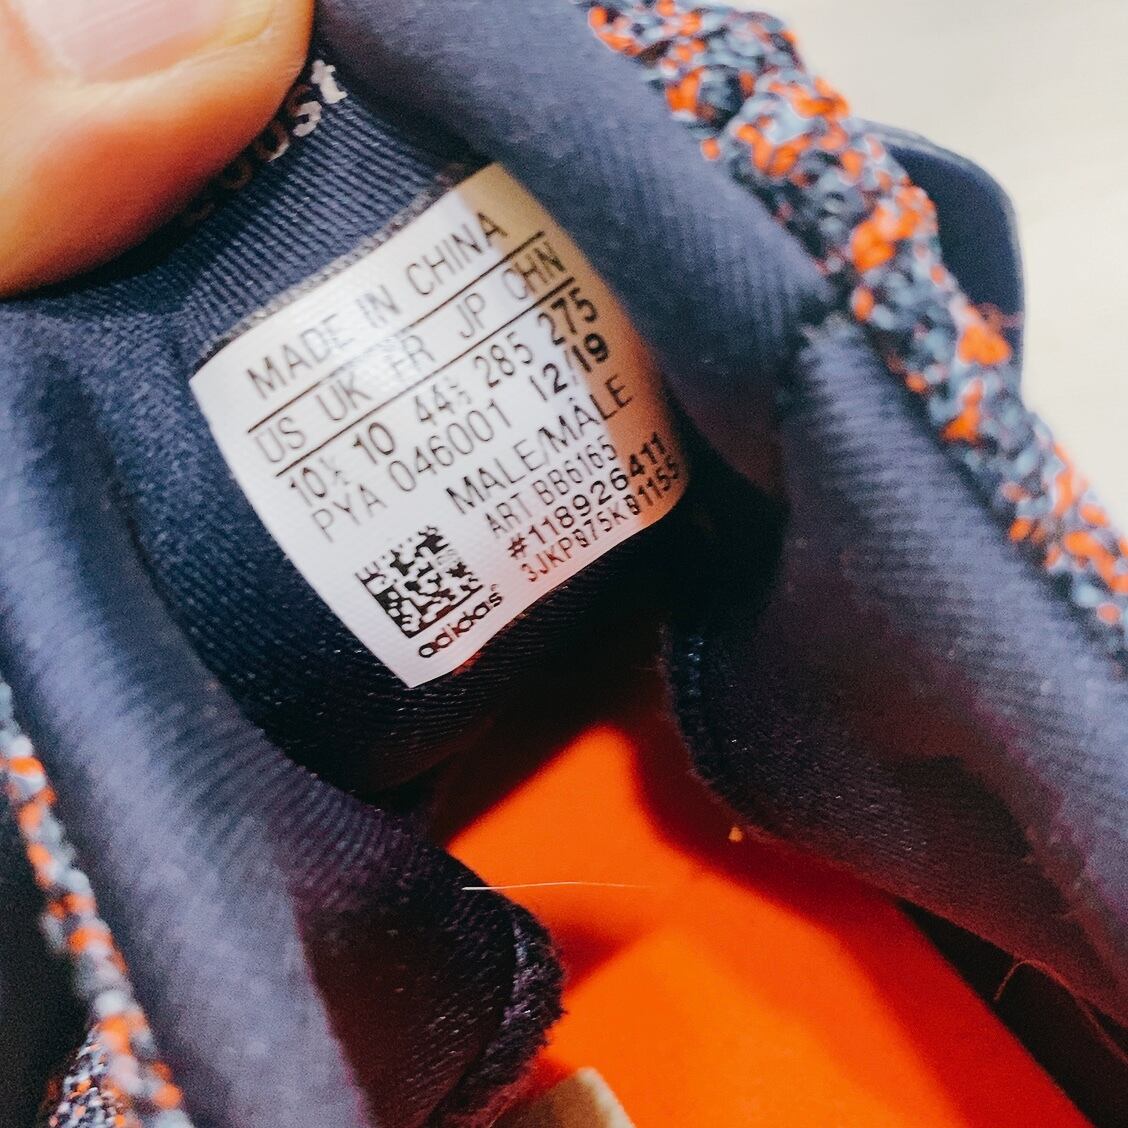 MADE IN CHINA
US UK FR JP CHN
10½ 10 44⅔ 285 275
PYA 046001 12/19
MALE/MÂLE
ART BB6165
#118926411
adidas